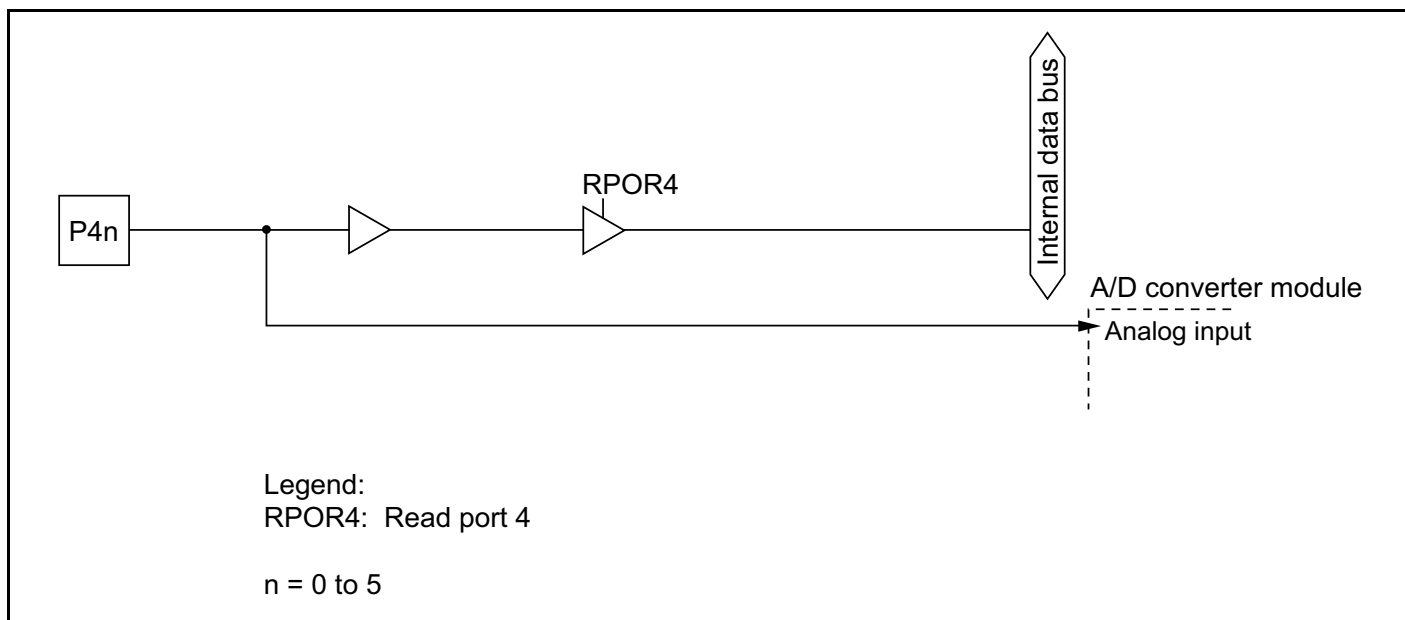 Internal data bus
RPOR4
P4n
A/D converter module
Analog input
Legend:
RPOR4: Read port 4
n = 0 to 5